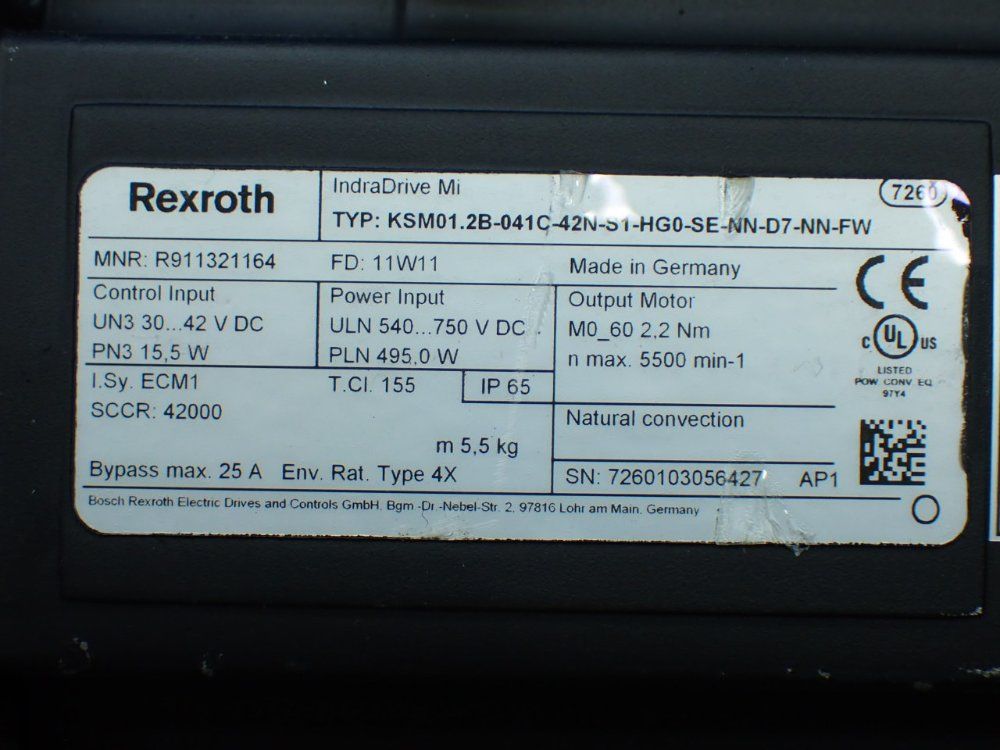 Rexroth
IndraDrive Mi
7260
TYP: KSM01.2B-041C-42N-S1-HG0-SE-NN-D7-NN-FW
MNR: R911321164
FD: 11W11
Made in Germany
CE
Control Input
UN3 30...42 V DC
PN3 15,5 W
Power Input
ULN 540...750 V DC
PLN 495,0 W
Output Motor
M0_60 2,2 Nm
n max. 5500 min-1
C UL US
LISTED
POW CONV EQ
97Y4
I.Sy. ECM1
T.Cl. 155
IP 65
SCCR: 42000
Natural convection
m 5,5 kg
Bypass max. 25 A Env. Rat. Type 4X
SN: 7260103056427
AP1
Bosch Rexroth Electric Drives and Controls GmbH, Bgm.-Dr.-Nebel-Str. 2, 97816 Lohr am Main, Germany